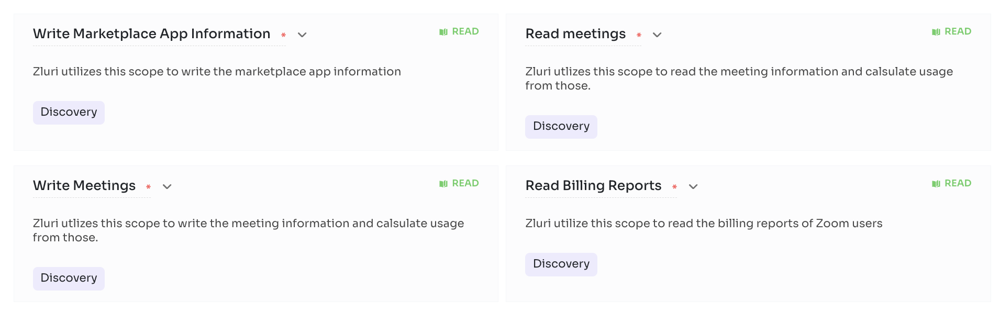 Write Marketplace App Information *
READ
Zluri utilizes this scope to write the marketplace app information
Discovery
Read meetings *
READ
Zluri utlizes this scope to read the meeting information and calsulate usage
from those.
Discovery
Write Meetings *
READ
Zluri utlizes this scope to write the meeting information and calsulate usage
from those.
Discovery
Read Billing Reports *
READ
Zluri utilize this scope to read the billing reports of Zoom users
Discovery